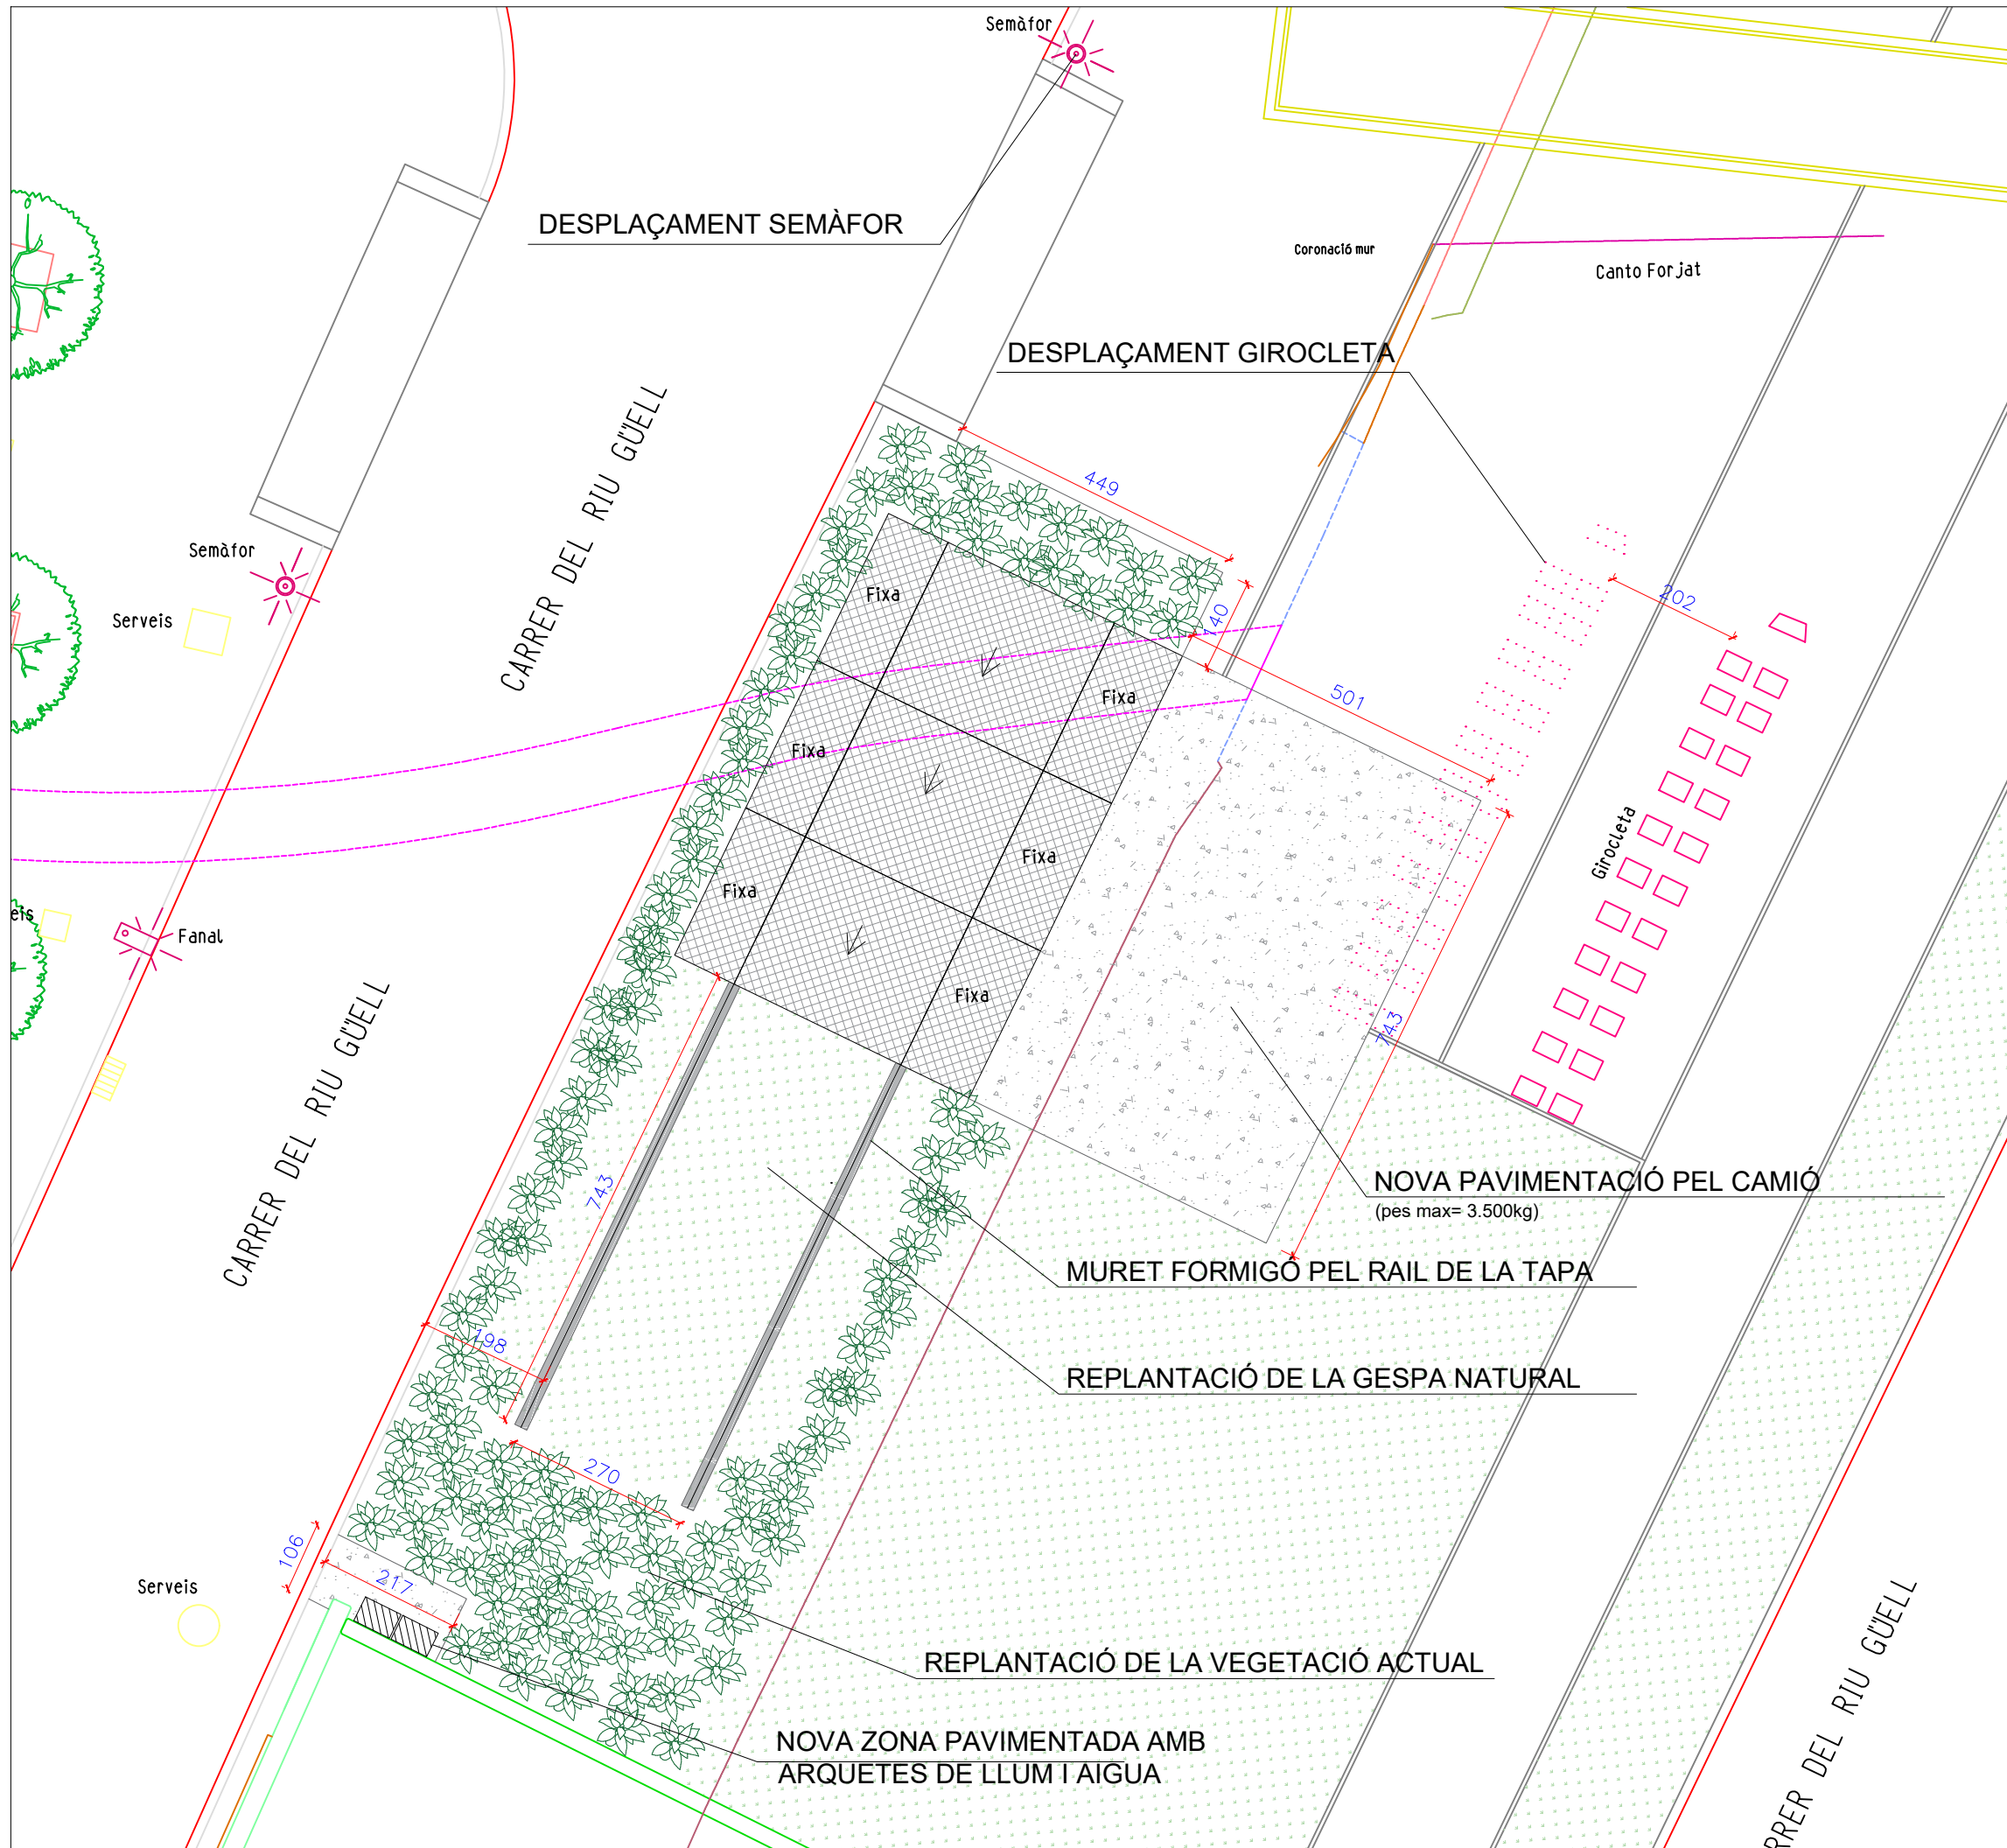 Semàfor
DESPLAÇAMENT SEMÀFOR
Coronació mur
Canto Forjat
DESPLAÇAMENT GIROCLETA
CARRER DEL RIU GÜELL
449
Semàfor
Fixa
202
140
Serveis
Fixa
501
Fixa
Girocleta
Fixa
Fixa
eis
Fanal
Fixa
743
CARRER DEL RIU GÜELL
NOVA PAVIMENTACIÓ PEL CAMIÓ
(pes max= 3.500kg)
743
MURET FORMIGÓ PEL RAIL DE LA TAPA
198
REPLANTACIÓ DE LA GESPA NATURAL
270
106
217
Serveis
REPLANTACIÓ DE LA VEGETACIÓ ACTUAL
NOVA ZONA PAVIMENTADA AMB
ARQUETES DE LLUM I AIGUA
RRER DEL RIU GÜELL